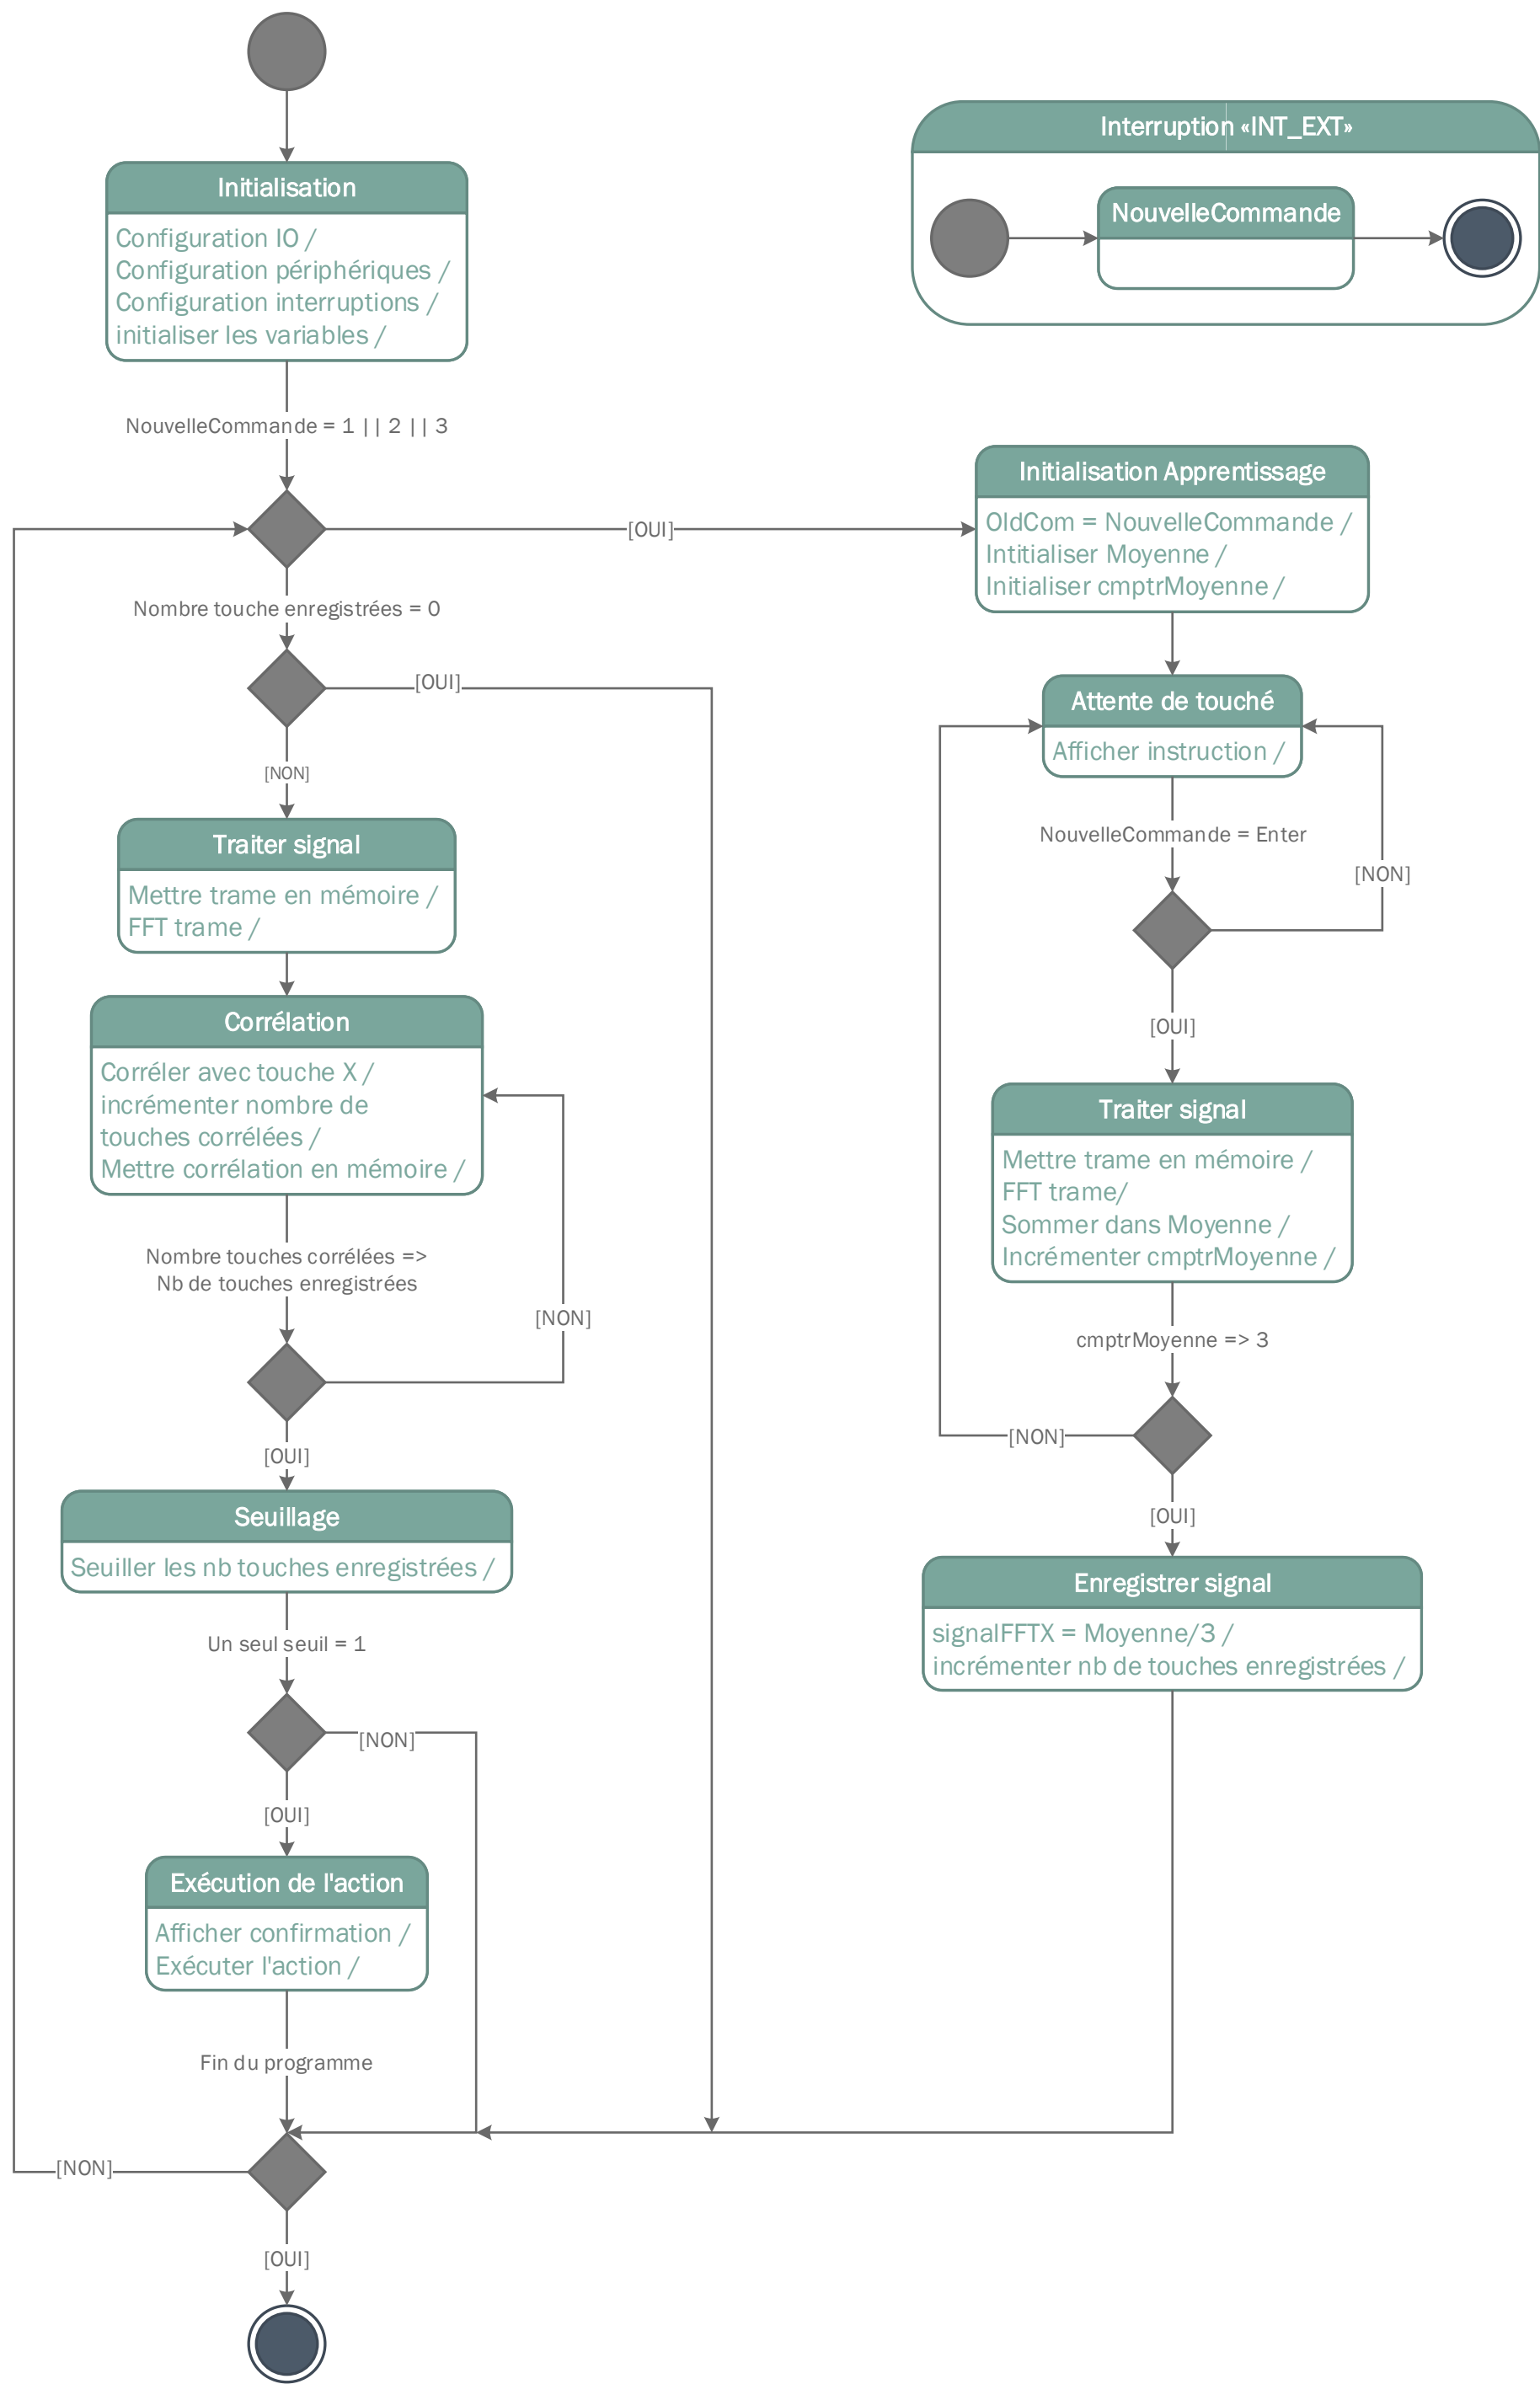 Interruption «INT_EXT»
NouvelleCommande
Initialisation
Configuration IO /
Configuration périphériques /
Configuration interruptions /
initialiser les variables /
NouvelleCommande = 1 || 2 || 3
[OUI]
Initialisation Apprentissage
OldCom = NouvelleCommande /
Intitialiser Moyenne /
Initialiser cmptrMoyenne /
Nombre touche enregistrées = 0
[OUI]
[NON]
Attente de touché
Afficher instruction /
NouvelleCommande = Enter
[NON]
[OUI]
Traiter signal
Mettre trame en mémoire /
FFT trame /
Corrélation
Corréler avec touche X /
incrémenter nombre de
touches corrélées /
Mettre corrélation en mémoire /
Nombre touches corrélées =>
Nb de touches enregistrées
[NON]
[OUI]
Traiter signal
Mettre trame en mémoire /
FFT trame/
Sommer dans Moyenne /
Incrémenter cmptrMoyenne /
cmptrMoyenne => 3
[NON]
[OUI]
Seuillage
Seuiller les nb touches enregistrées /
Un seul seuil = 1
[NON]
[OUI]
Enregistrer signal
signalFFTX = Moyenne/3 /
incrémenter nb de touches enregistrées /
Exécution de l'action
Afficher confirmation /
Exécuter l'action /
Fin du programme
[NON]
[OUI]